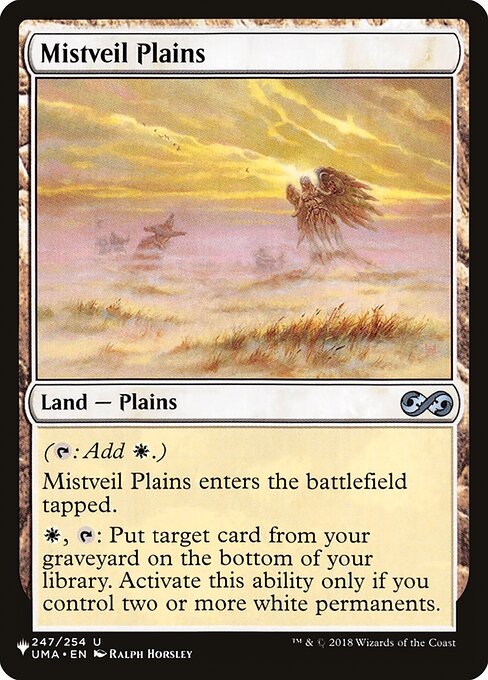 Mistveil Plains
Land — Plains
(: Add .)
Mistveil Plains enters the battlefield
tapped.
, : Put target card from your
graveyard on the bottom of your
library. Activate this ability only if you
control two or more white permanents.
247/254 U
UMA • EN Ralph Horsley
™ & © 2018 Wizards of the Coast